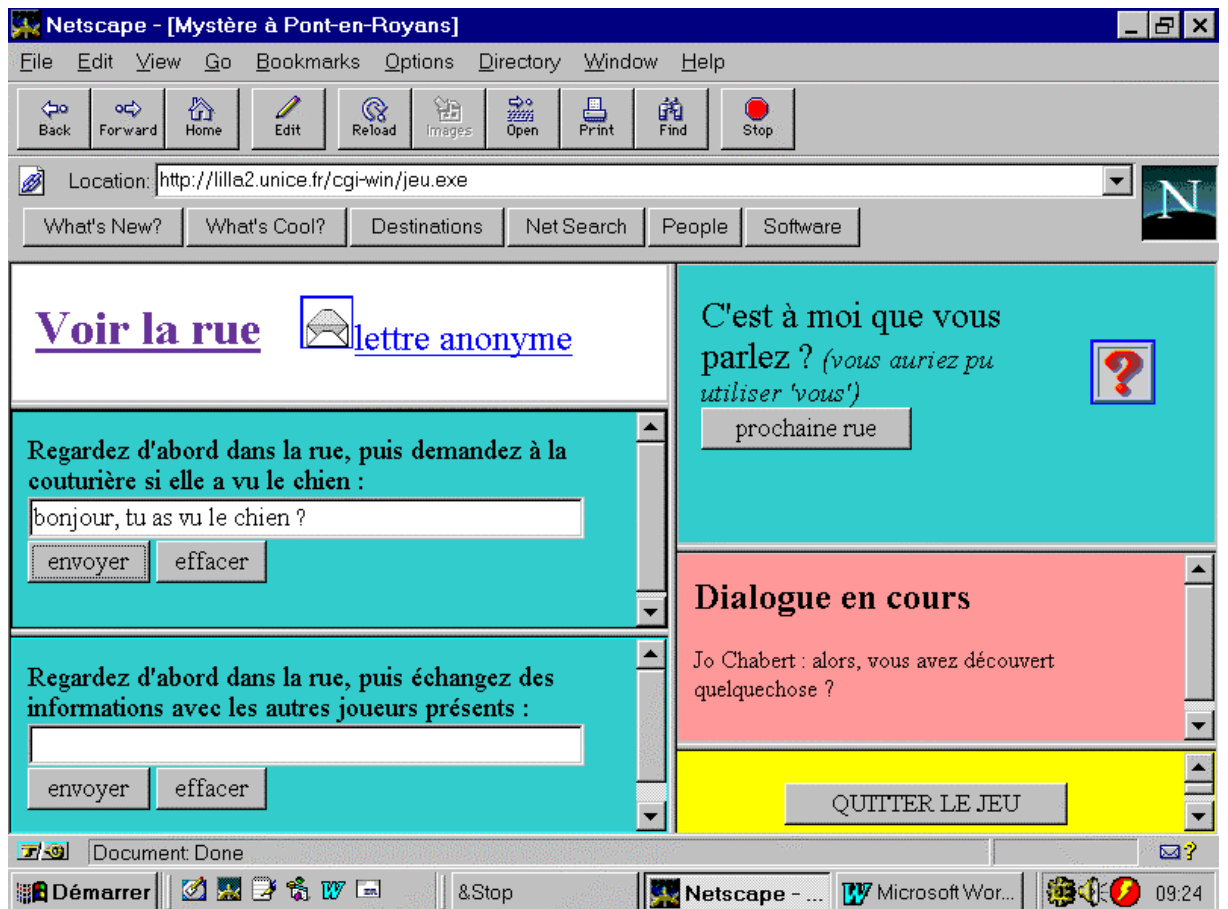 Netscape - [Mystère à Pont-en-Royans]
File Edit View Go Bookmarks Options Directory Window Help
Back Forward Home Edit Reload Images Open Print Find Stop
Location: http://lilla2.unice.fr/cgi-win/jeu.exe
N
What's New? What's Cool? Destinations Net Search People Software
Voir la rue lettre anonyme
Regardez d'abord dans la rue, puis demandez à la
couturière si elle a vu le chien :
bonjour, tu as vu le chien ?
envoyer effacer
Regardez d'abord dans la rue, puis échangez des
informations avec les autres joueurs présents :
envoyer effacer
C'est à moi que vous
parlez ? (vous auriez pu
utiliser 'vous')
?
prochaine rue
Dialogue en cours
Jo Chabert : alors, vous avez découvert
quelquechose ?
QUITTER LE JEU
Document: Done
?
Démarrer &Stop Netscape - ... Microsoft Wor... 09:24